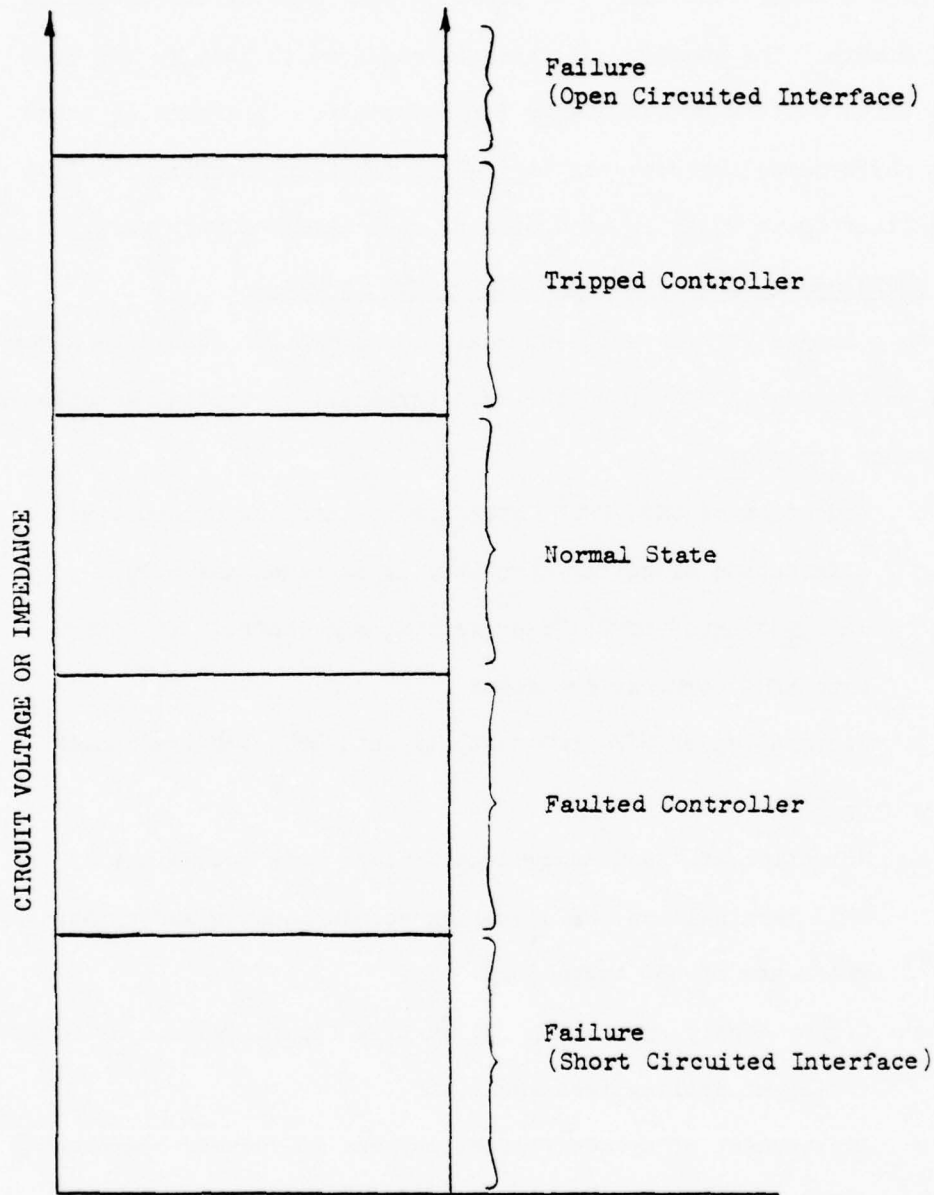 Failure
(Open Circuited Interface)
Tripped Controller
CIRCUIT VOLTAGE OR IMPEDANCE
Normal State
Faulted Controller
Failure
(Short Circuited Interface)